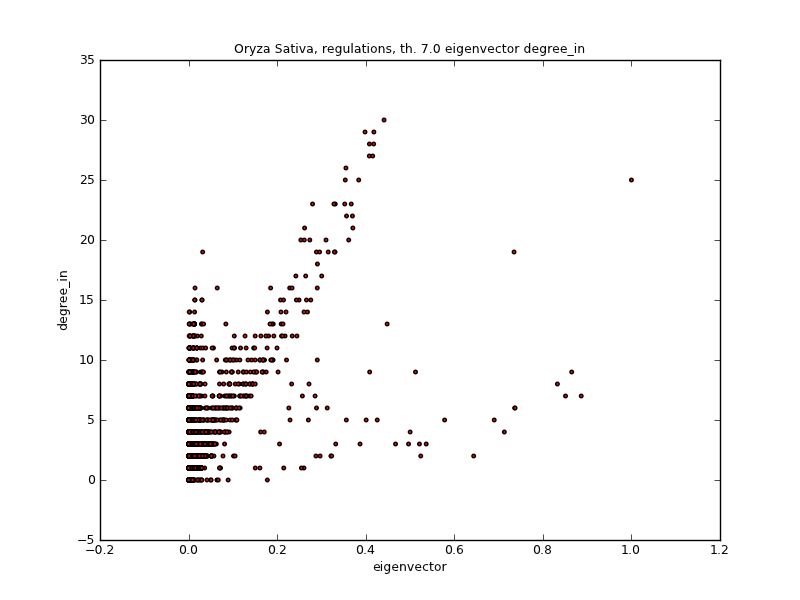 Oryza Sativa, regulations, th. 7.0 eigenvector degree_in
35
30
25
20
15
10
5
0
−5
degree_in
−0.2 0.0 0.2 0.4 0.6 0.8 1.0 1.2
eigenvector